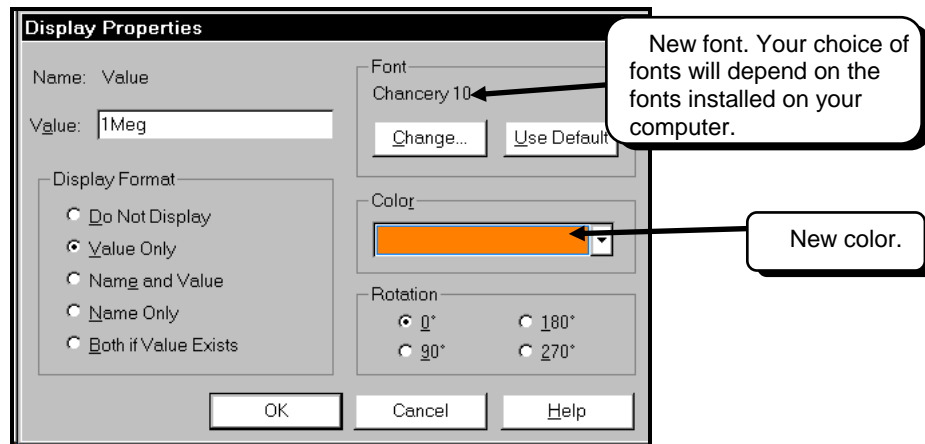 Display Properties
Name: Value
Value: 1Meg
Display Format
Do Not Display
Value Only
Name and Value
Name Only
Both if Value Exists
Font
Chancery 10
Change... Use Default
Color
Rotation
0° 180°
90° 270°
OK Cancel Help
New font. Your choice of
fonts will depend on the
fonts installed on your
computer.
New color.